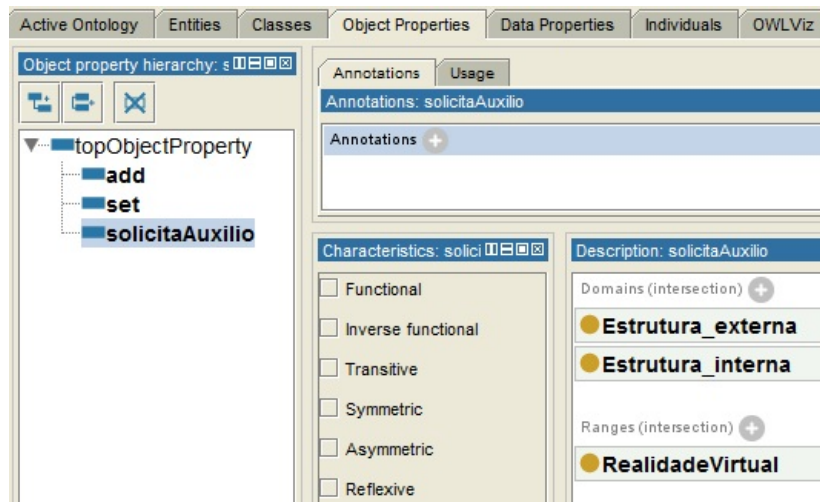 Active Ontology Entities Classes Object Properties Data Properties Individuals OWLViz
Object property hierarchy: s
topObjectProperty
add
set
solicitaAuxilio
Annotations Usage
Annotations: solicitaAuxilio
Annotations
Characteristics: solici
Functional
Inverse functional
Transitive
Symmetric
Asymmetric
Reflexive
Description: solicitaAuxilio
Domains (intersection)
Estrutura_externa
Estrutura_interna
Ranges (intersection)
RealidadeVirtual